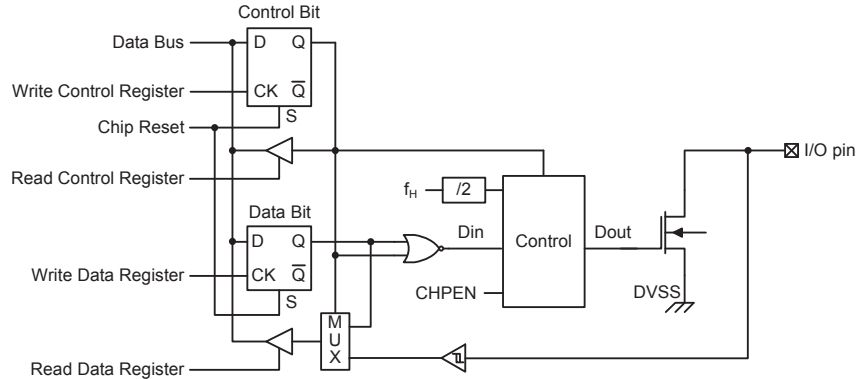 Control Bit
Data Bus
D
Q
Write Control Register
CK
Q̅
S
Chip Reset
I/O pin
Read Control Register
fH
/2
Data Bit
D
Q
Din
Control
Dout
Write Data Register
CK
Q̅
CHPEN
DVSS
S
M
U
X
Read Data Register